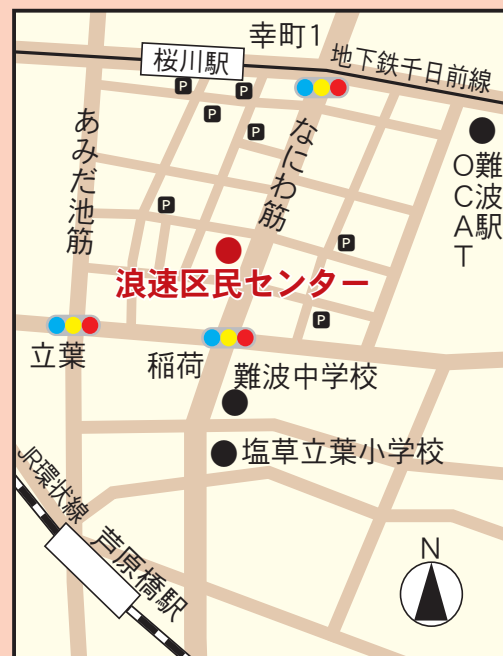 幸町1
桜川駅
地下鉄千日前線
P
P
P
P
あみだ池筋
なにわ筋
難波駅
OCAT
P
P
浪速区民センター
P
立葉
稲荷
難波中学校
塩草立葉小学校
JR環状線
芦原橋駅
N